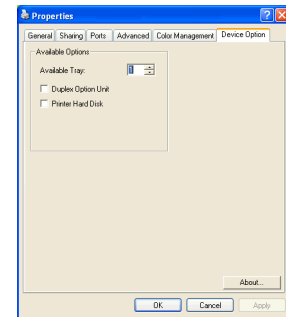 Properties
General Sharing Ports Advanced Color Management Device Option
Available Options
Available Tray: 1
Duplex Option Unit
Printer Hard Disk
About...
OK Cancel Apply